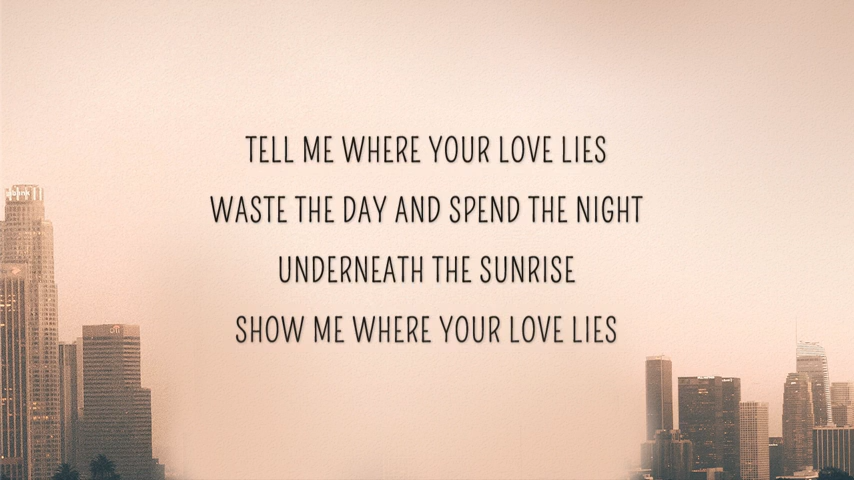 TELL ME WHERE YOUR LOVE LIES
WASTE THE DAY AND SPEND THE NIGHT
UNDERNEATH THE SUNRISE
SHOW ME WHERE YOUR LOVE LIES
citi